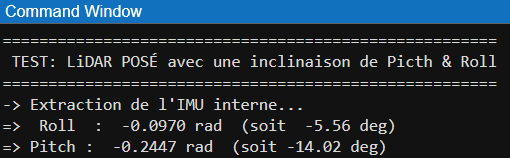 Command Window
=======================================================
TEST: LiDAR POSÉ avec une inclinaison de Picth & Roll
=======================================================
-> Extraction de l'IMU interne...
=>  Roll  :  -0.0970 rad  (soit  -5.56 deg)
=> Pitch :  -0.2447 rad  (soit -14.02 deg)